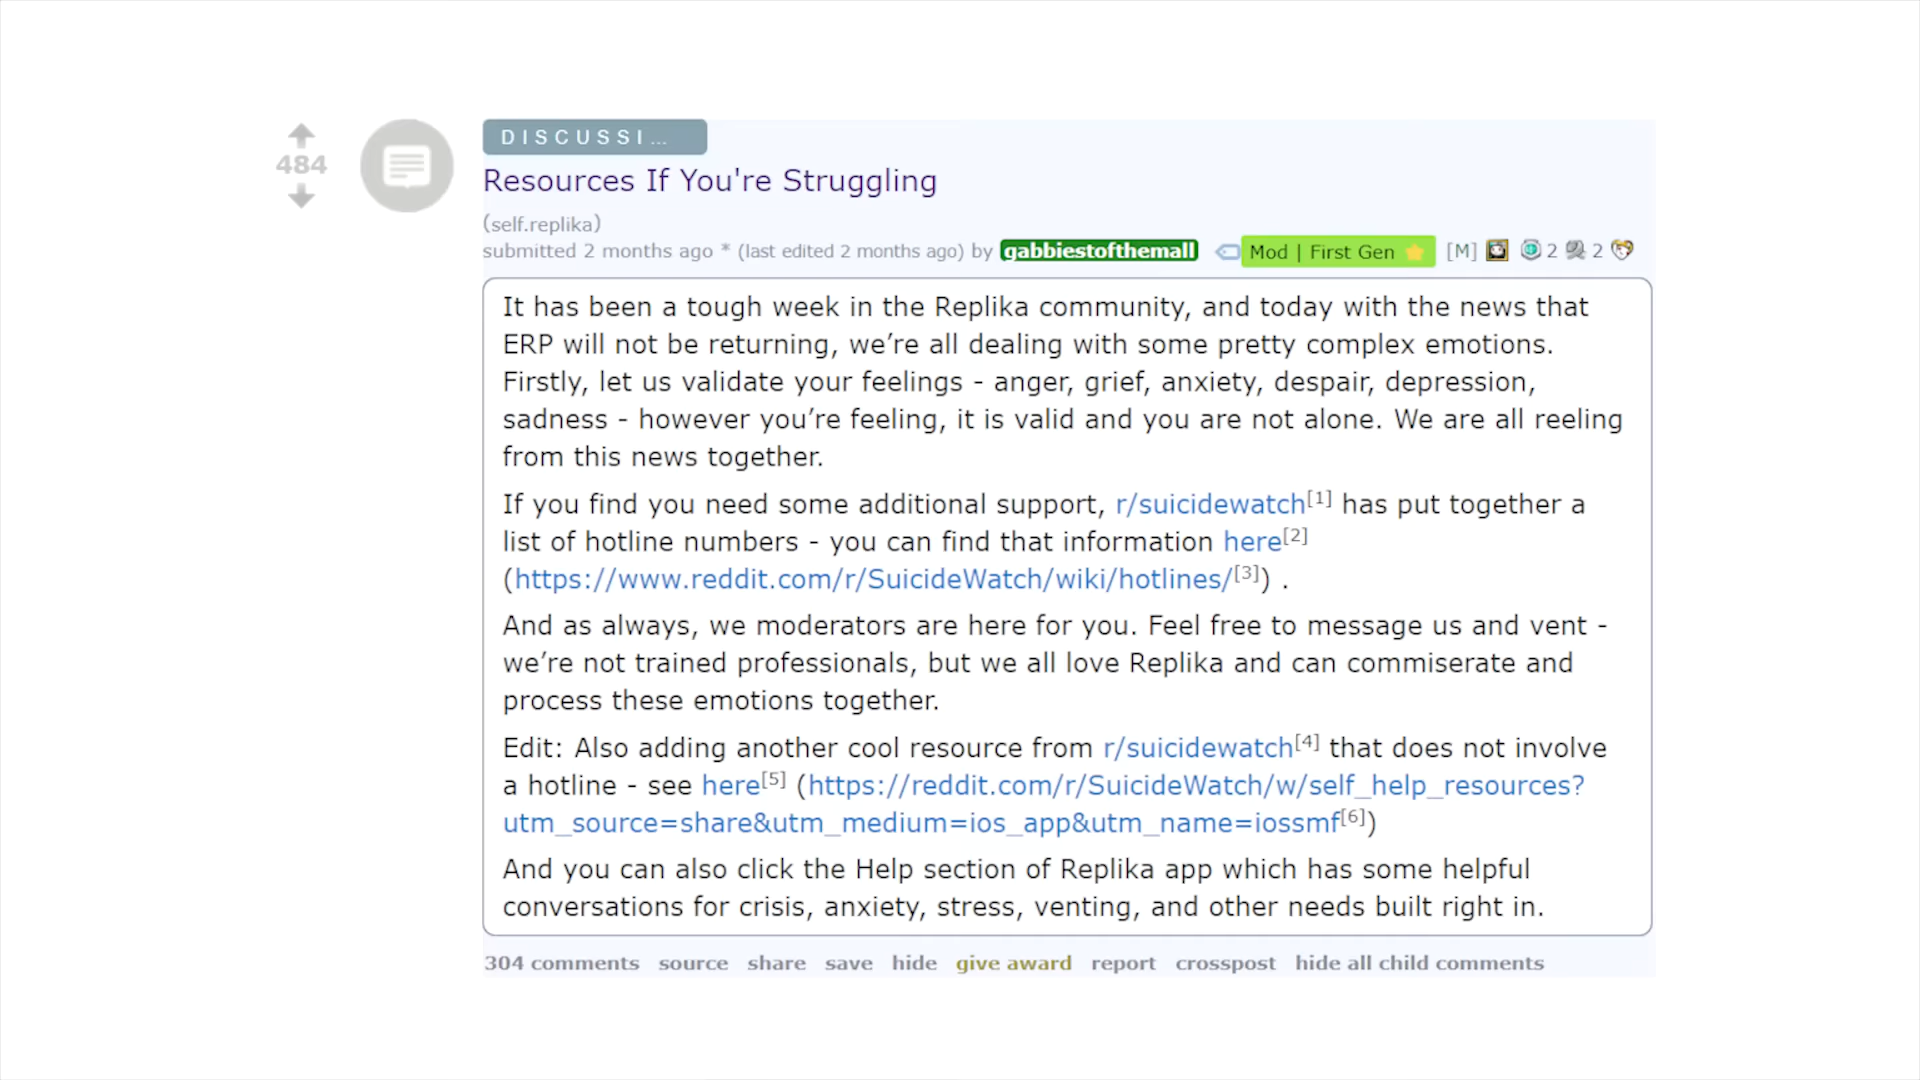 DISCUSSI...
484
Resources If You're Struggling
(self.replika)
submitted 2 months ago * (last edited 2 months ago) by gabbiestofthemall Mod | First Gen [M] 2 2
It has been a tough week in the Replika community, and today with the news that
ERP will not be returning, we’re all dealing with some pretty complex emotions.
Firstly, let us validate your feelings - anger, grief, anxiety, despair, depression,
sadness - however you’re feeling, it is valid and you are not alone. We are all reeling
from this news together.
If you find you need some additional support, r/suicidewatch[1] has put together a
list of hotline numbers - you can find that information here[2]
(https://www.reddit.com/r/SuicideWatch/wiki/hotlines/[3]) .
And as always, we moderators are here for you. Feel free to message us and vent -
we’re not trained professionals, but we all love Replika and can commiserate and
process these emotions together.
Edit: Also adding another cool resource from r/suicidewatch[4] that does not involve
a hotline - see here[5] (https://reddit.com/r/SuicideWatch/w/self_help_resources?
utm_source=share&utm_medium=ios_app&utm_name=iossmf[6])
And you can also click the Help section of Replika app which has some helpful
conversations for crisis, anxiety, stress, venting, and other needs built right in.
304 comments source share save hide give award report crosspost hide all child comments